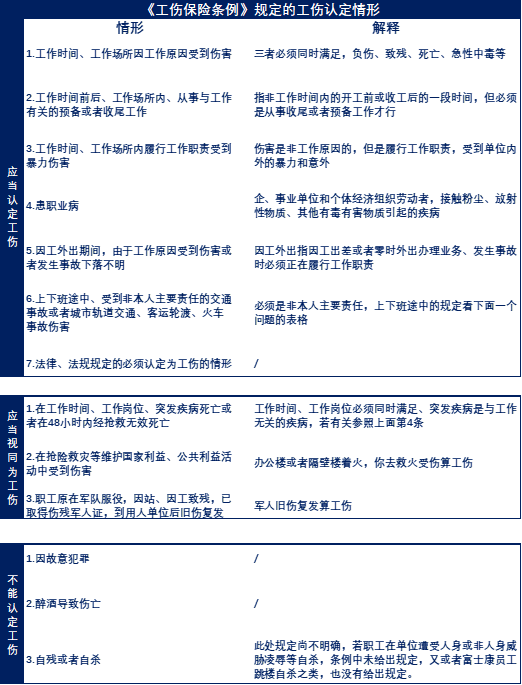 《工伤保险条例》规定的工伤认定情形
情形
解释
应当认定工伤
1.工作时间、工作场所因工作原因受到伤害
三者必须同时满足，负伤、致残、死亡、急性中毒等
2.工作时间前后、工作场所内、从事与工作
有关的预备或者收尾工作
指非工作时间内的开工前或收工后的一段时间，但必须
是从事收尾或者预备工作才行
3.工作时间、工作场所内履行工作职责受到
暴力伤害
伤害是非工作原因的，但是履行工作职责，受到单位内
外的暴力和意外
4.患职业病
企、事业单位和个体经济组织劳动者，接触粉尘、放射
性物质、其他有毒有害物质引起的疾病
5.因工外出期间，由于工作原因受到伤害或
者发生事故下落不明
因工外出指因工出差或者零时外出办理业务、发生事故
时必须正在履行工作职责
6.上下班途中、受到非本人主要责任的交通
事故或者城市轨道交通、客运轮渡、火车
事故伤害
必须是非本人主要责任，上下班途中的规定看下面一个
问题的表格
7.法律、法规规定的必须认定为工伤的情形
/
应当视同为工伤
1.在工作时间、工作岗位、突发疾病死亡或
者在48小时内经抢救无效死亡
工作时间、工作岗位必须同时满足、突发疾病是与工作
无关的疾病，若有关参照上面第4条
2.在抢险救灾等维护国家利益、公共利益活
动中受到伤害
办公楼或者隔壁楼着火，你去救火受伤算工伤
3.职工原在军队服役，因站、因工致残，已
取得伤残军人证，到用人单位后旧伤复发
军人旧伤复发算工伤
不能认定工伤
1.因故意犯罪
/
2.醉酒导致伤亡
/
3.自残或者自杀
此处规定尚不明确，若职工在单位遭受人身或非人身威
胁凌辱等自杀，条例中未给出规定，又或者富士康员工
跳楼自杀之类，也没有给出规定。